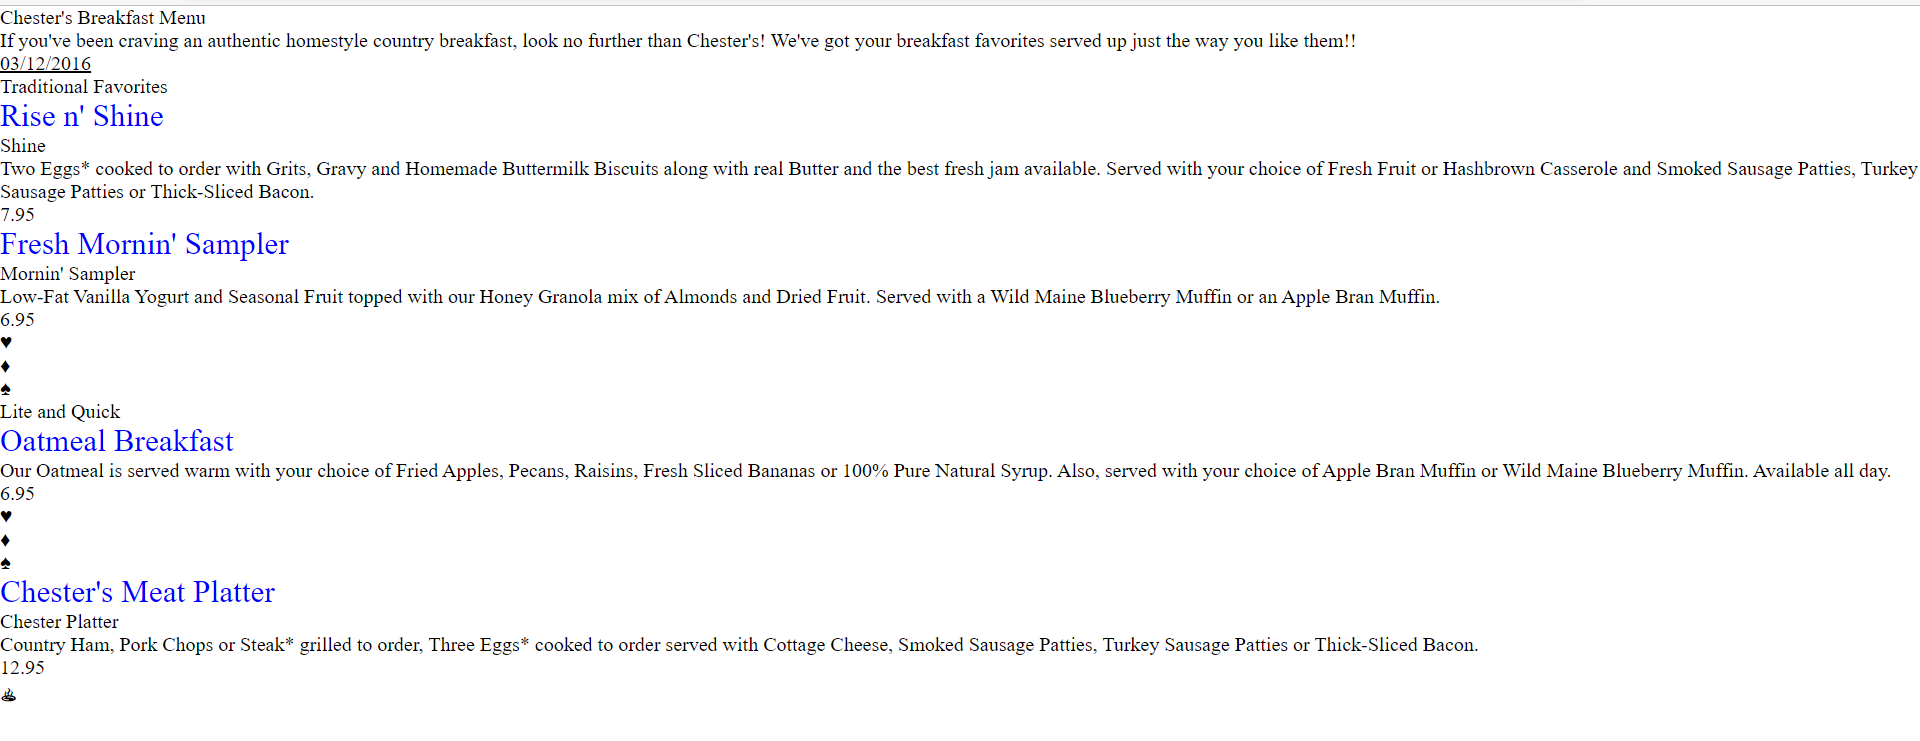 Chester's Breakfast Menu
If you've been craving an authentic homestyle country breakfast, look no further than Chester's! We've got your breakfast favorites served up just the way you like them!!
03/12/2016
Traditional Favorites
Rise n' Shine
Shine
Two Eggs* cooked to order with Grits, Gravy and Homemade Buttermilk Biscuits along with real Butter and the best fresh jam available. Served with your choice of Fresh Fruit or Hashbrown Casserole and Smoked Sausage Patties, Turkey
Sausage Patties or Thick-Sliced Bacon.
7.95
Fresh Mornin' Sampler
Mornin' Sampler
Low-Fat Vanilla Yogurt and Seasonal Fruit topped with our Honey Granola mix of Almonds and Dried Fruit. Served with a Wild Maine Blueberry Muffin or an Apple Bran Muffin.
6.95
♥
♦
♠
Lite and Quick
Oatmeal Breakfast
Our Oatmeal is served warm with your choice of Fried Apples, Pecans, Raisins, Fresh Sliced Bananas or 100% Pure Natural Syrup. Also, served with your choice of Apple Bran Muffin or Wild Maine Blueberry Muffin. Available all day.
6.95
♥
♦
♠
Chester's Meat Platter
Chester Platter
Country Ham, Pork Chops or Steak* grilled to order, Three Eggs* cooked to order served with Cottage Cheese, Smoked Sausage Patties, Turkey Sausage Patties or Thick-Sliced Bacon.
12.95
♨